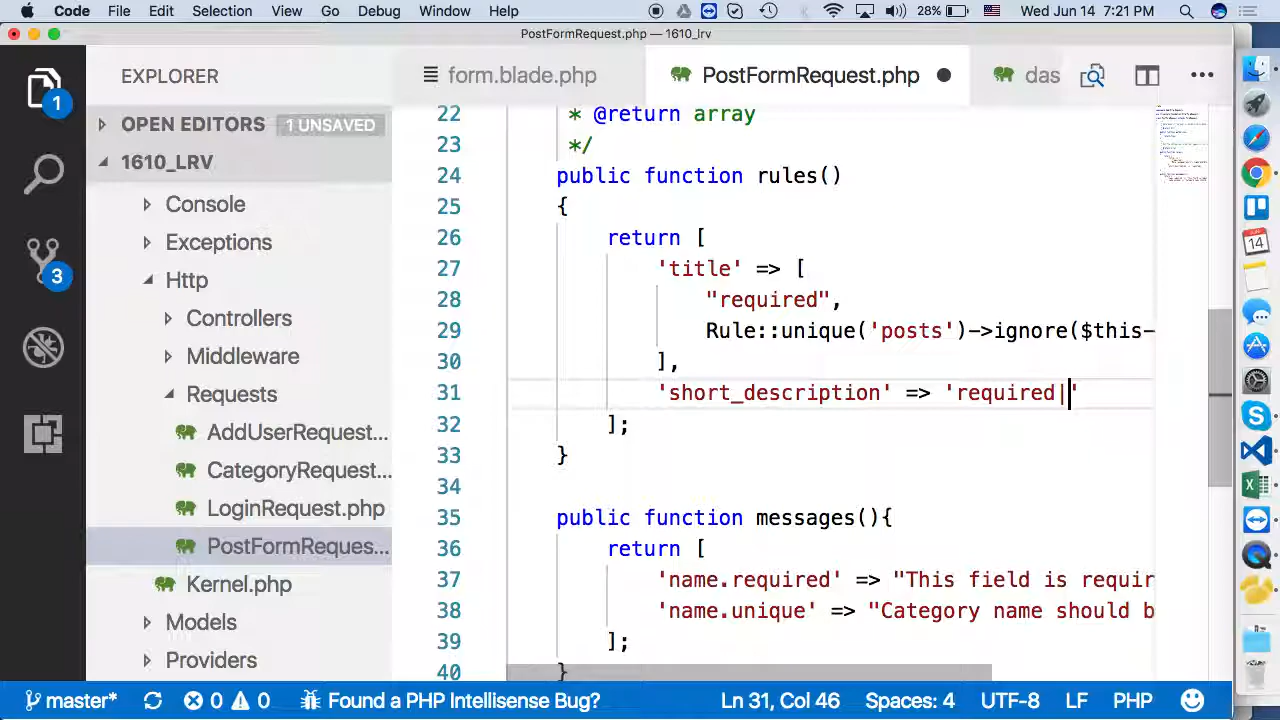 Code File Edit Selection View Go Debug Window Help 28% Wed Jun 14 7:21 PM
PostFormRequest.php — 1610_lrv
EXPLORER
form.blade.php PostFormRequest.php das
OPEN EDITORS 1 UNSAVED
1610_LRV
Console
Exceptions
Http
Controllers
Middleware
Requests
AddUserRequest...
CategoryRequest...
LoginRequest.php
PostFormReques...
Kernel.php
Models
Providers
1
3
22 * @return array
23 */
24 public function rules()
25 {
26 return [
27 'title' => [
28 "required",
29 Rule::unique('posts')->ignore($this-
30 ],
31 'short_description' => 'required|'
32 ];
33 }
34
35 public function messages(){
36 return [
37 'name.required' => "This field is requir
38 'name.unique' => "Category name should b
39 ];
40 }
14
master* 0 0 Found a PHP Intellisense Bug? Ln 31, Col 46 Spaces: 4 UTF-8 LF PHP